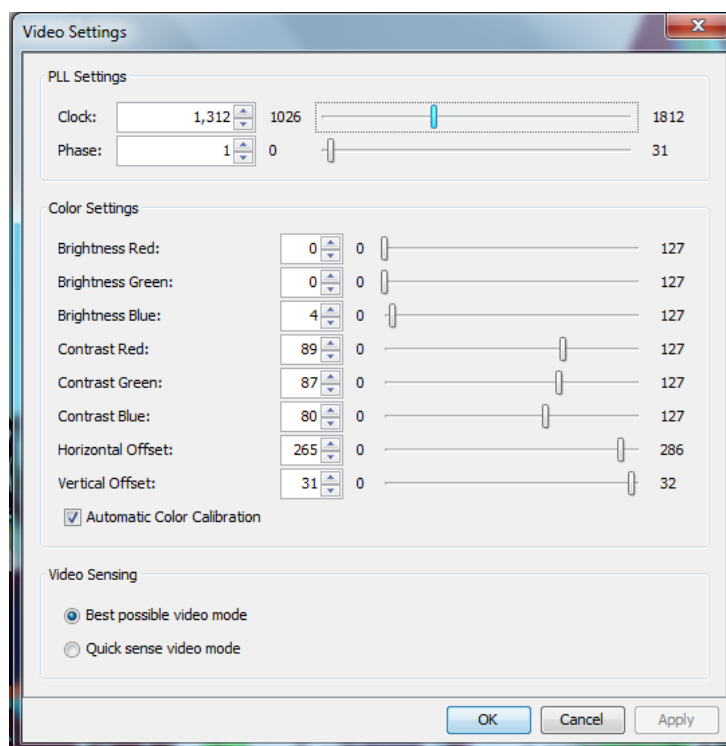 Video Settings
PLL Settings
Clock: 1,312 1026 1812
Phase: 1 0 31
Color Settings
Brightness Red: 0 0 127
Brightness Green: 0 0 127
Brightness Blue: 4 0 127
Contrast Red: 89 0 127
Contrast Green: 87 0 127
Contrast Blue: 80 0 127
Horizontal Offset: 265 0 286
Vertical Offset: 31 0 32
Automatic Color Calibration
Video Sensing
Best possible video mode
Quick sense video mode
OK Cancel Apply